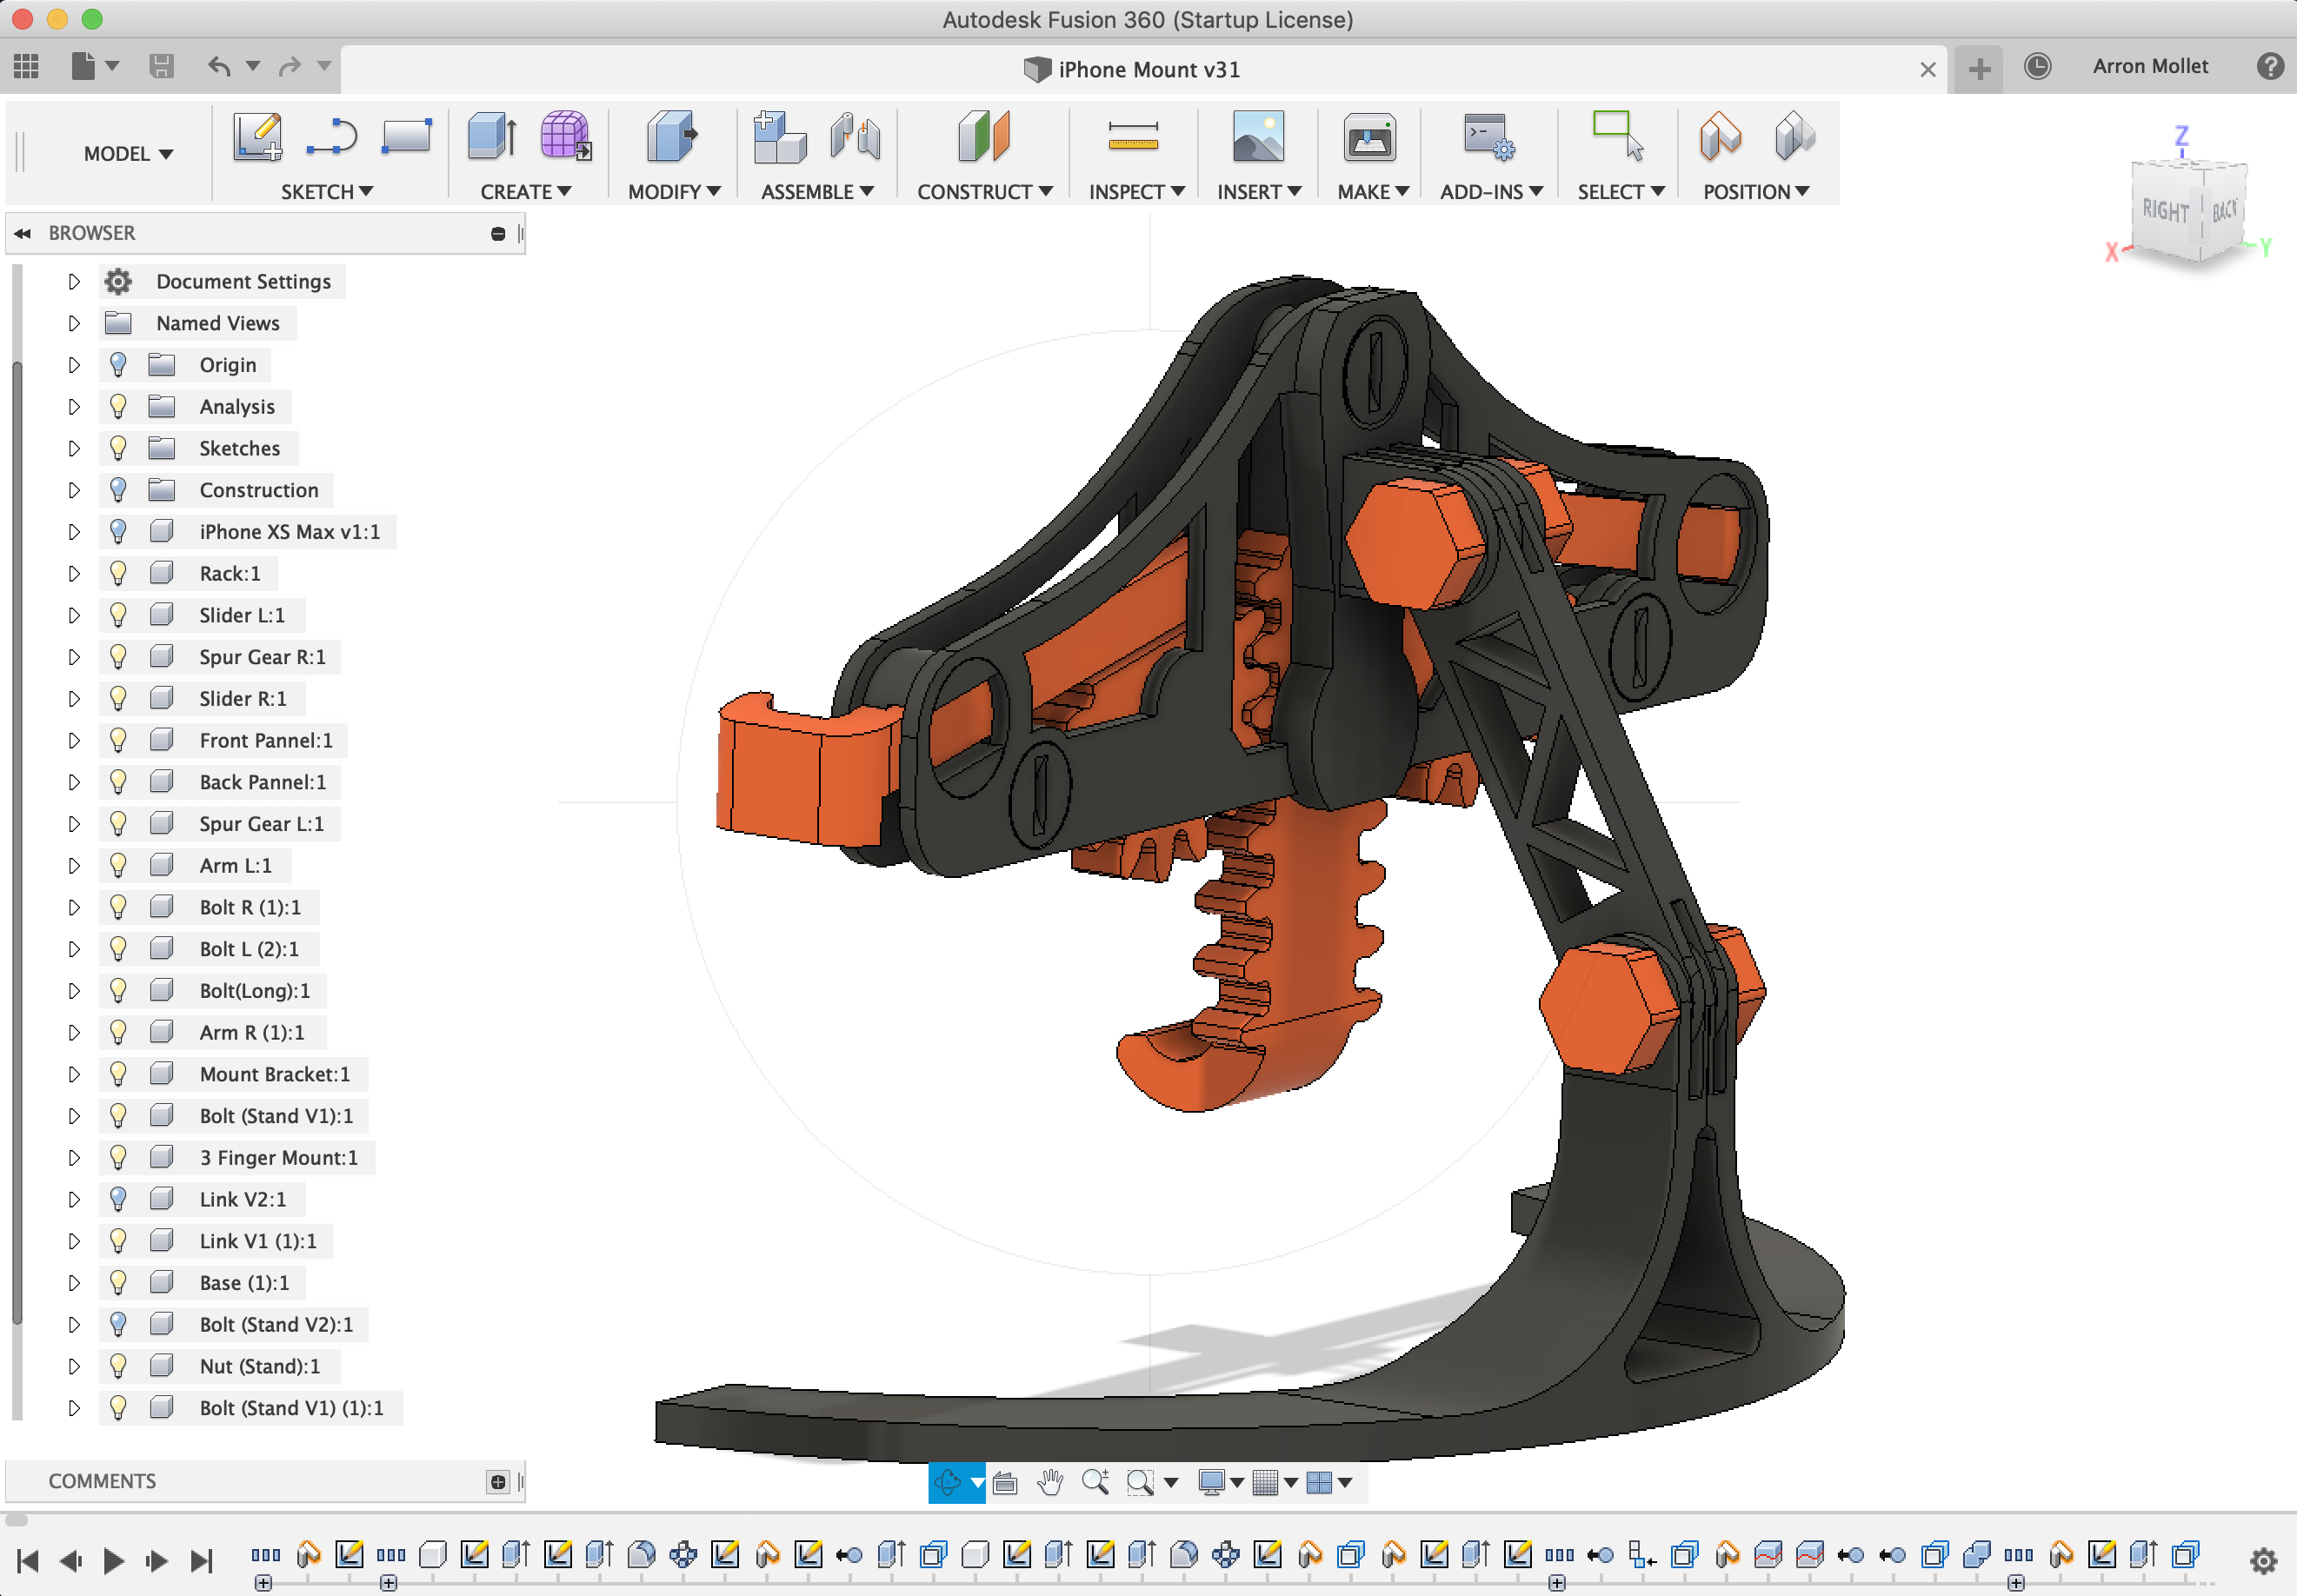 Autodesk Fusion 360 (Startup License)
iPhone Mount v31
Arron Mollet
MODEL
SKETCH
CREATE
MODIFY
ASSEMBLE
CONSTRUCT
INSPECT
INSERT
MAKE
ADD-INS
SELECT
POSITION
Z
RIGHT
BACK
X
Y
BROWSER
Document Settings
Named Views
Origin
Analysis
Sketches
Construction
iPhone XS Max v1:1
Rack:1
Slider L:1
Spur Gear R:1
Slider R:1
Front Pannel:1
Back Pannel:1
Spur Gear L:1
Arm L:1
Bolt R (1):1
Bolt L (2):1
Bolt(Long):1
Arm R (1):1
Mount Bracket:1
Bolt (Stand V1):1
3 Finger Mount:1
Link V2:1
Link V1 (1):1
Base (1):1
Bolt (Stand V2):1
Nut (Stand):1
Bolt (Stand V1) (1):1
COMMENTS